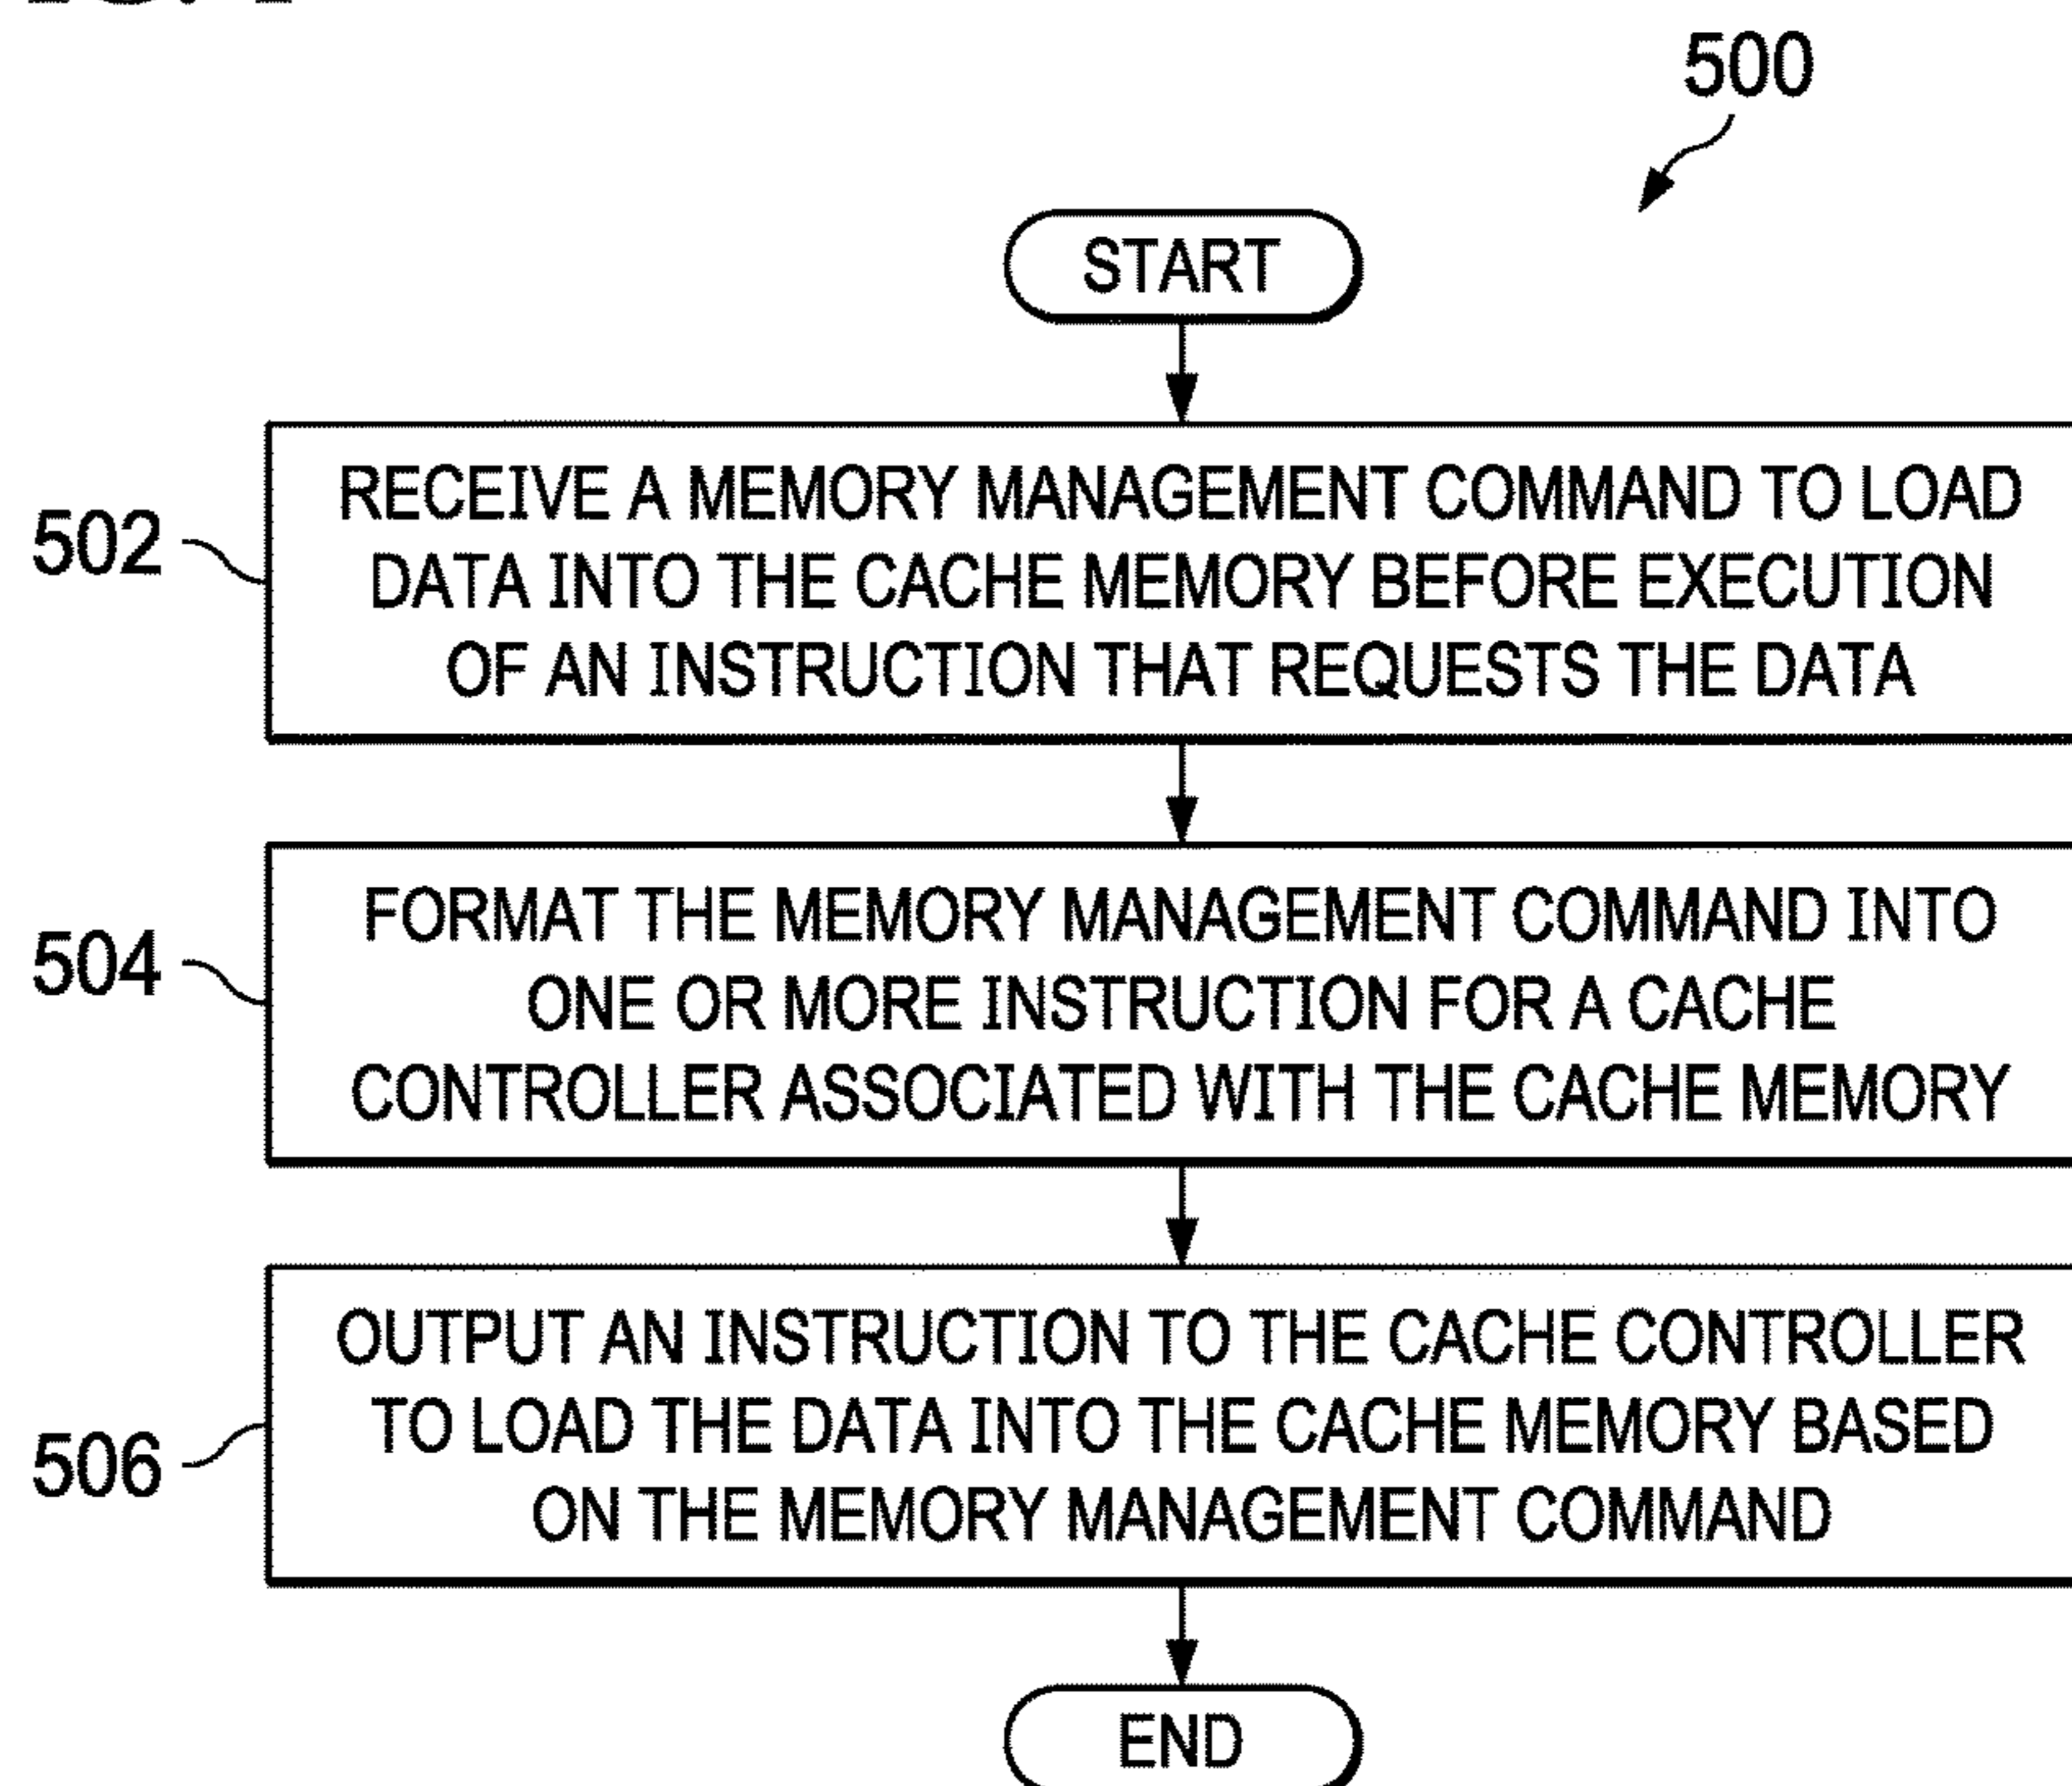 500
START
502
RECEIVE A MEMORY MANAGEMENT COMMAND TO LOAD
DATA INTO THE CACHE MEMORY BEFORE EXECUTION
OF AN INSTRUCTION THAT REQUESTS THE DATA
504
FORMAT THE MEMORY MANAGEMENT COMMAND INTO
ONE OR MORE INSTRUCTION FOR A CACHE
CONTROLLER ASSOCIATED WITH THE CACHE MEMORY
506
OUTPUT AN INSTRUCTION TO THE CACHE CONTROLLER
TO LOAD THE DATA INTO THE CACHE MEMORY BASED
ON THE MEMORY MANAGEMENT COMMAND
END